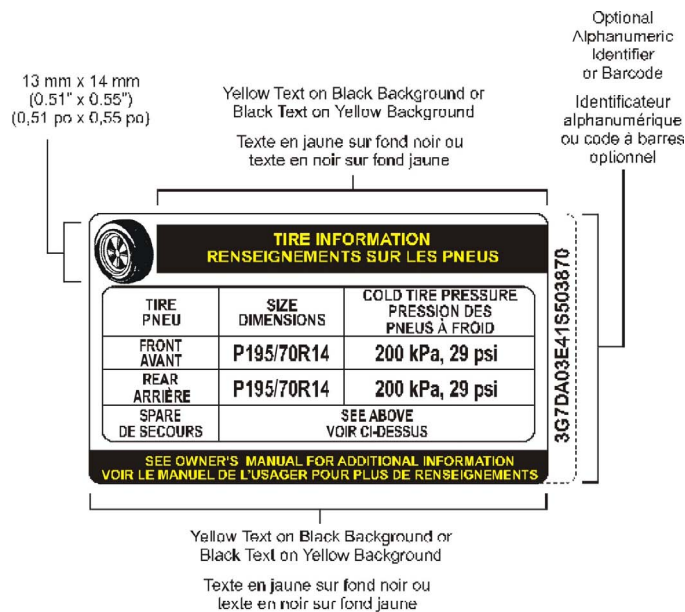 Optional
Alphanumeric
Identifier
or Barcode
Identificateur
alphanumérique
ou code à barres
optionnel
13 mm x 14 mm
(0.51" x 0.55")
(0,51 po x 0,55 po)
Yellow Text on Black Background or
Black Text on Yellow Background
Texte en jaune sur fond noir ou
texte en noir sur fond jaune
TIRE INFORMATION
RENSEIGNEMENTS SUR LES PNEUS
TIRE
PNEU
SIZE
DIMENSIONS
COLD TIRE PRESSURE
PRESSION DES
PNEUS À FROID
FRONT
AVANT
P195/70R14
200 kPa, 29 psi
REAR
ARRIÈRE
P195/70R14
200 kPa, 29 psi
SPARE
DE SECOURS
SEE ABOVE
VOIR CI-DESSUS
SEE OWNER'S MANUAL FOR ADDITIONAL INFORMATION
VOIR LE MANUEL DE L'USAGER POUR PLUS DE RENSEIGNEMENTS
3G7DA03E41S503870
Yellow Text on Black Background or
Black Text on Yellow Background
Texte en jaune sur fond noir ou
texte en noir sur fond jaune